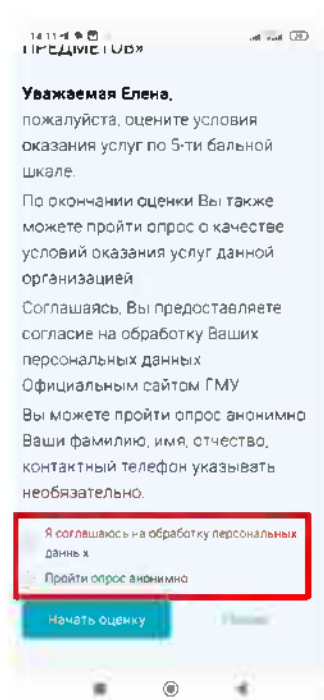 14 11
ПРЕДМЕТОВ»
Уважаемая Елена,
пожалуйста, оцените условия
оказания услуг по 5-ти бальной
шкале.
По окончании оценки Вы также
можете пройти опрос о качестве
условий оказания услуг данной
организацией
Соглашаясь, Вы предоставляете
согласие на обработку Ваших
персональных данных
Официальным сайтом ГМУ
Вы можете пройти опрос анонимно
Ваши фамилию, имя, отчество,
контактный телефон указывать
необязательно.
Я соглашаюсь на обработку персональных
данных
Пройти опрос анонимно
Начать оценку